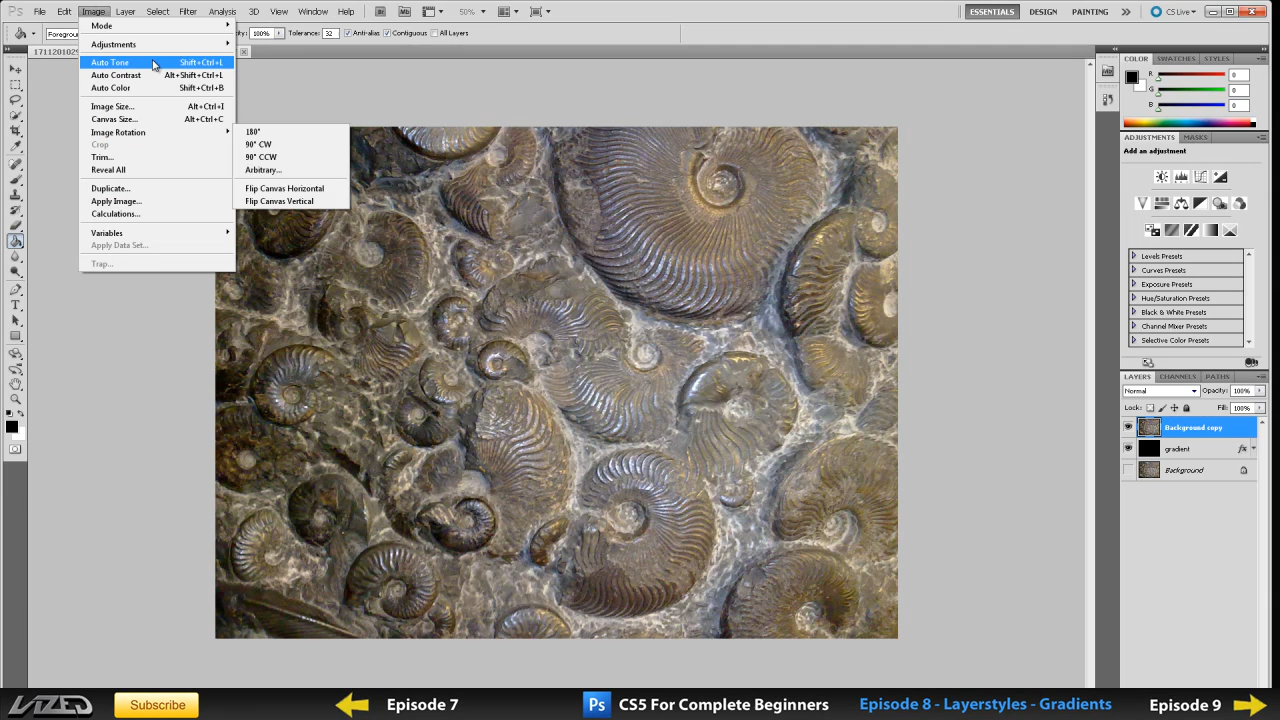 File Edit Image Layer Select Filter Analysis 3D View Window Help
50%
ESSENTIALS DESIGN PAINTING CS Live
100% Tolerance: 32 Anti-alias Contiguous All Layers
Mode
Adjustments
Auto Tone Shift+Ctrl+L
Auto Contrast Alt+Shift+Ctrl+L
Auto Color Shift+Ctrl+B
Image Size... Alt+Ctrl+I
Canvas Size... Alt+Ctrl+C
Image Rotation
Crop
Trim...
Reveal All
Duplicate...
Apply Image...
Calculations...
Variables
Apply Data Set...
Trap...
180°
90° CW
90° CCW
Arbitrary...
Flip Canvas Horizontal
Flip Canvas Vertical
COLOR SWATCHES STYLES
R 0
G 0
B 0
ADJUSTMENTS MASKS
Add an adjustment
Levels Presets
Curves Presets
Exposure Presets
Hue/Saturation Presets
Black & White Presets
Channel Mixer Presets
Selective Color Presets
LAYERS CHANNELS PATHS
Normal Opacity: 100%
Lock: Fill: 100%
Background copy
gradient fx
Background
VIZED Subscribe Episode 7 Ps CS5 For Complete Beginners Episode 8 - Layerstyles - Gradients Episode 9